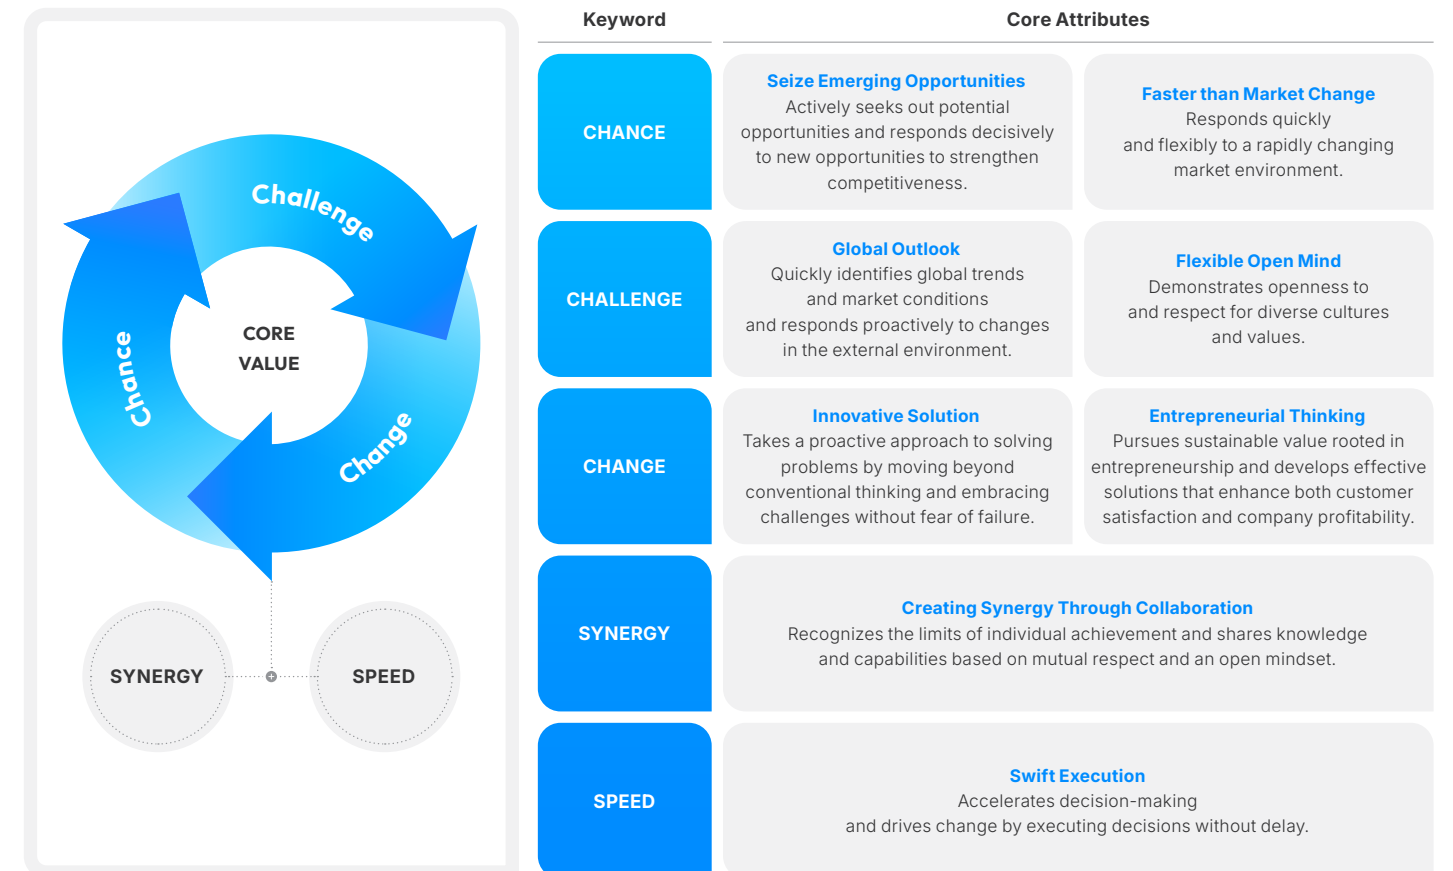 Challenge
Chance
CORE
VALUE
Change
SYNERGY
SPEED
Keyword
Core Attributes
CHANCE
Seize Emerging Opportunities
Actively seeks out potential
opportunities and responds decisively
to new opportunities to strengthen
competitiveness.
Faster than Market Change
Responds quickly
and flexibly to a rapidly changing
market environment.
CHALLENGE
Global Outlook
Quickly identifies global trends
and market conditions
and responds proactively to changes
in the external environment.
Flexible Open Mind
Demonstrates openness to
and respect for diverse cultures
and values.
CHANGE
Innovative Solution
Takes a proactive approach to solving
problems by moving beyond
conventional thinking and embracing
challenges without fear of failure.
Entrepreneurial Thinking
Pursues sustainable value rooted in
entrepreneurship and develops effective
solutions that enhance both customer
satisfaction and company profitability.
SYNERGY
Creating Synergy Through Collaboration
Recognizes the limits of individual achievement and shares knowledge
and capabilities based on mutual respect and an open mindset.
SPEED
Swift Execution
Accelerates decision-making
and drives change by executing decisions without delay.